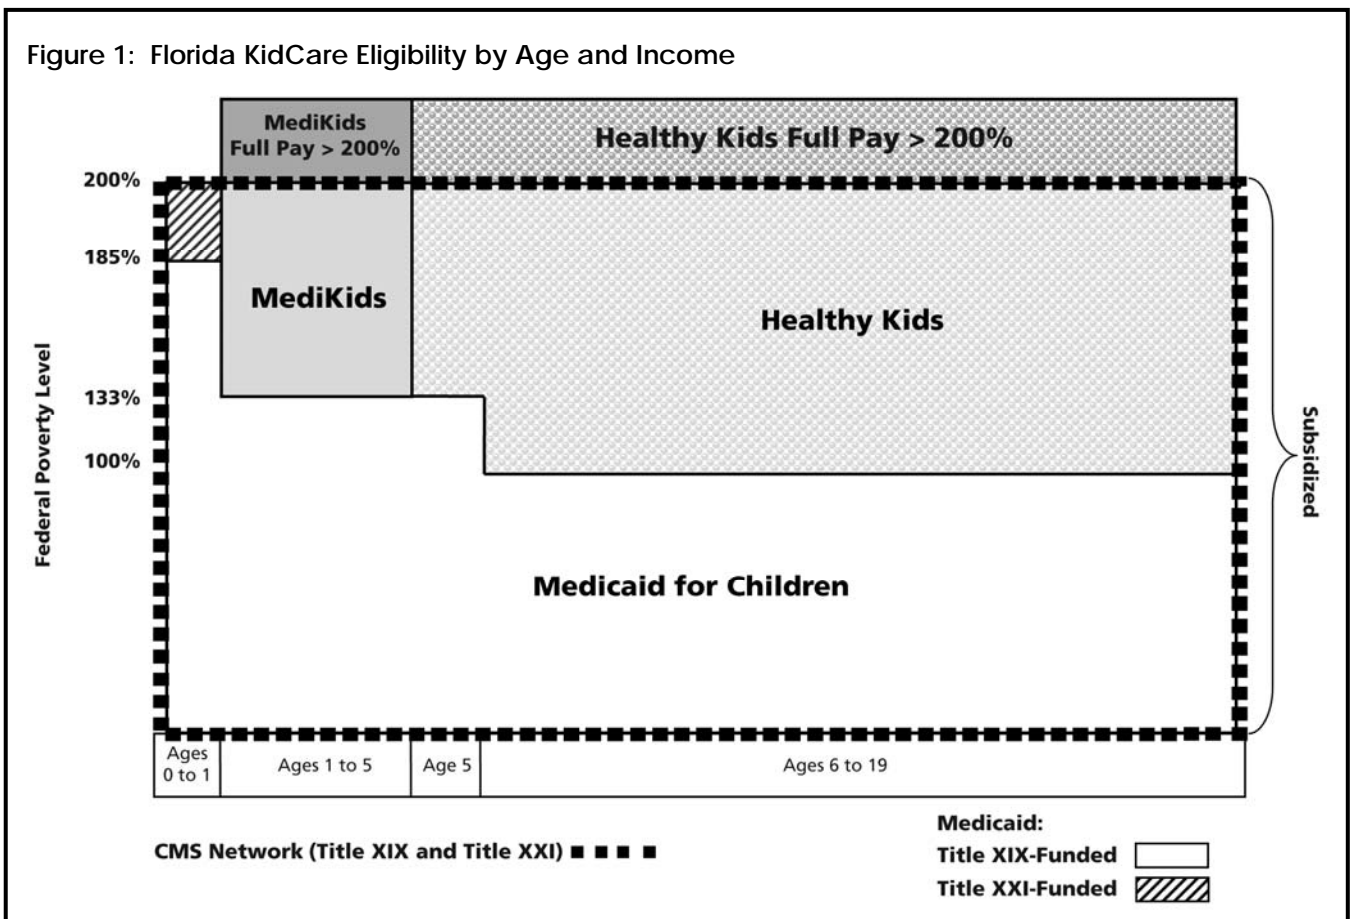 Figure 1: Florida KidCare Eligibility by Age and Income
MediKids
Full Pay > 200%
Healthy Kids Full Pay > 200%
200%
185%
MediKids
Healthy Kids
133%
100%
Federal Poverty Level
Subsidized
Medicaid for Children
Ages
0 to 1
Ages 1 to 5
Age 5
Ages 6 to 19
CMS Network (Title XIX and Title XXI)
Medicaid:
Title XIX-Funded
Title XXI-Funded